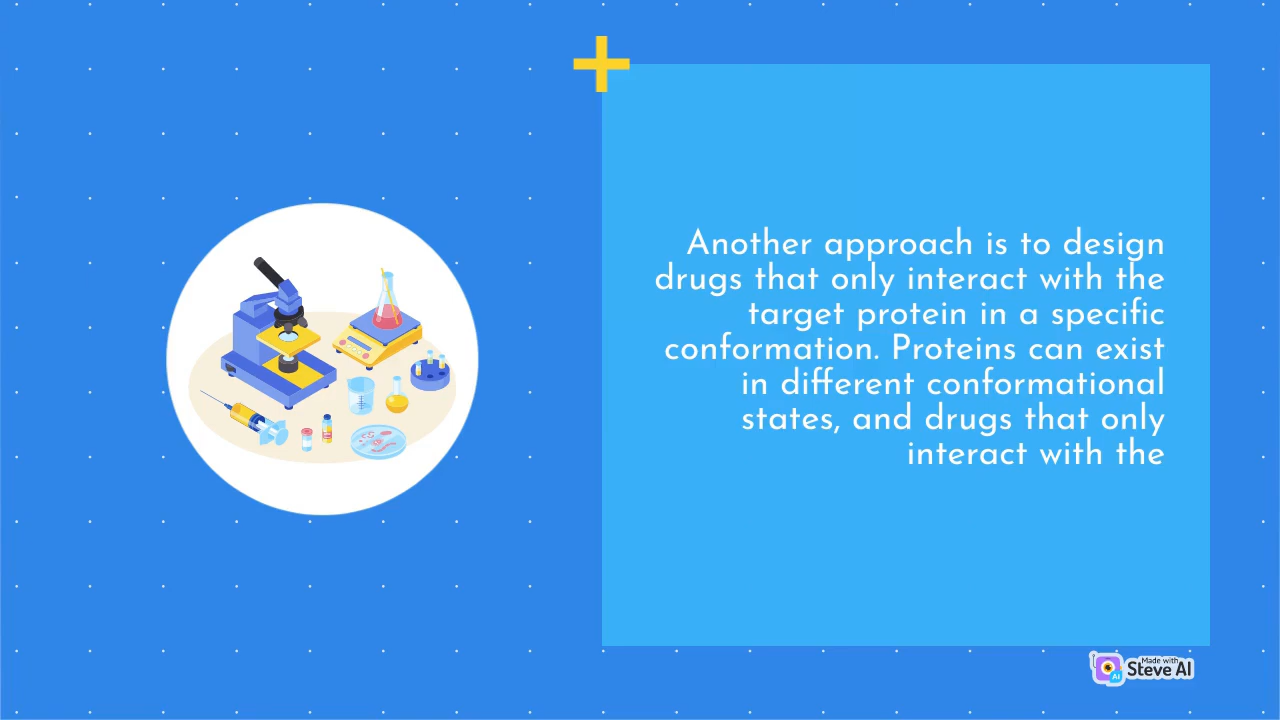 Another approach is to design
drugs that only interact with the
target protein in a specific
conformation. Proteins can exist
in different conformational
states, and drugs that only
interact with the
Made with
Steve AI
AI